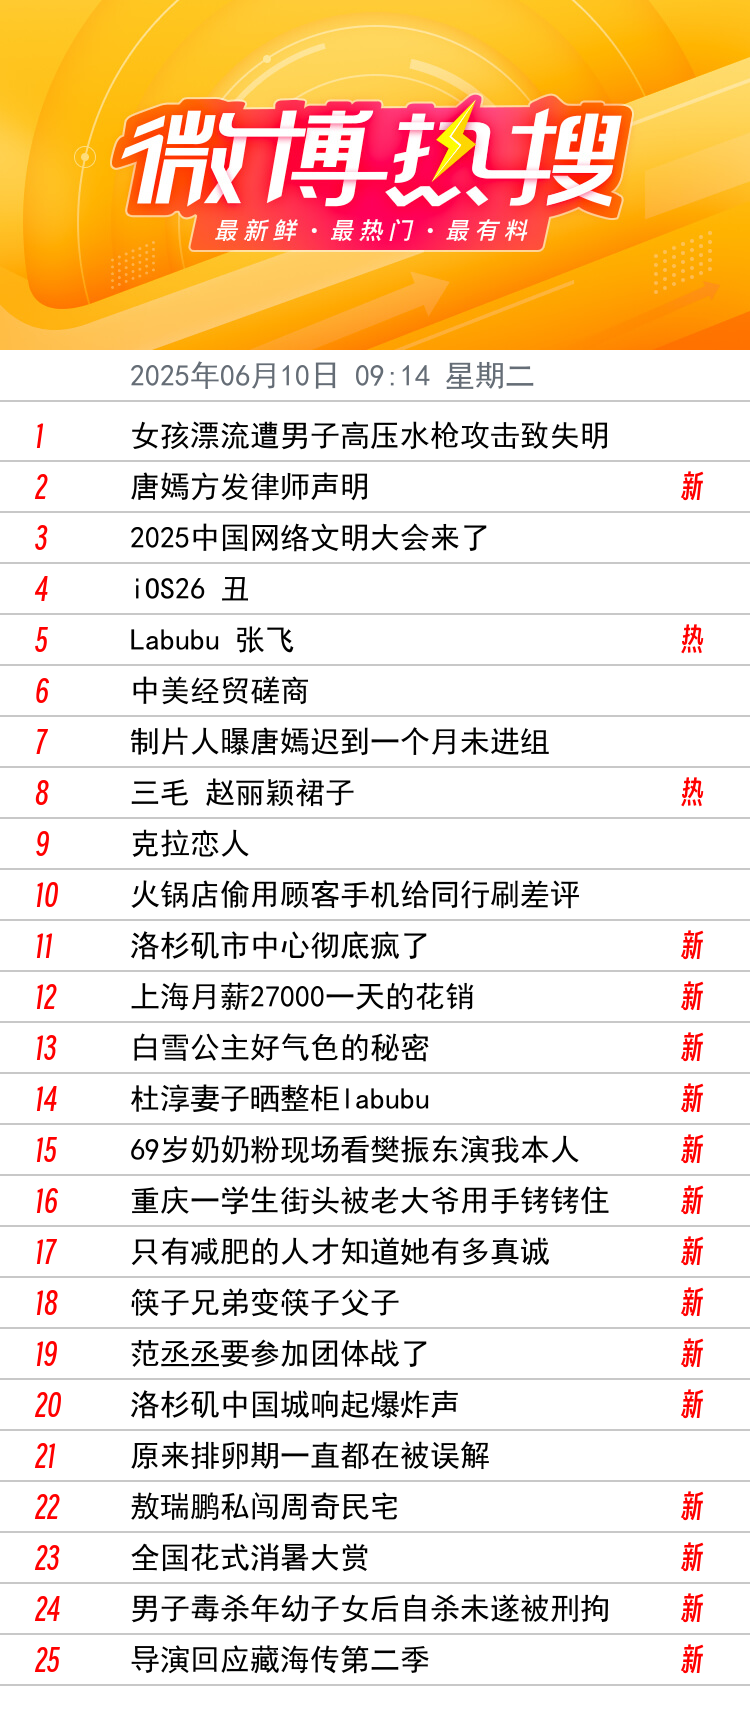 微博热搜
最新鲜·最热门·最有料
2025年06月10日 09:14 星期二
1 女孩漂流遭男子高压水枪攻击致失明
2 唐嫣方发律师声明 新
3 2025中国网络文明大会来了
4 iOS26 丑
5 Labubu 张飞 热
6 中美经贸磋商
7 制片人曝唐嫣迟到一个月未进组
8 三毛 赵丽颖裙子 热
9 克拉恋人
10 火锅店偷用顾客手机给同行刷差评
11 洛杉矶市中心彻底疯了 新
12 上海月薪27000一天的花销 新
13 白雪公主好气色的秘密 新
14 杜淳妻子晒整柜labubu 新
15 69岁奶奶粉现场看樊振东演我本人 新
16 重庆一学生街头被老大爷用手铐铐住 新
17 只有减肥的人才知道她有多真诚 新
18 筷子兄弟变筷子父子 新
19 范丞丞要参加团体战了 新
20 洛杉矶中国城响起爆炸声 新
21 原来排卵期一直都在被误解
22 敖瑞鹏私闯周奇民宅 新
23 全国花式消暑大赏 新
24 男子毒杀年幼子女后自杀未遂被刑拘 新
25 导演回应藏海传第二季 新